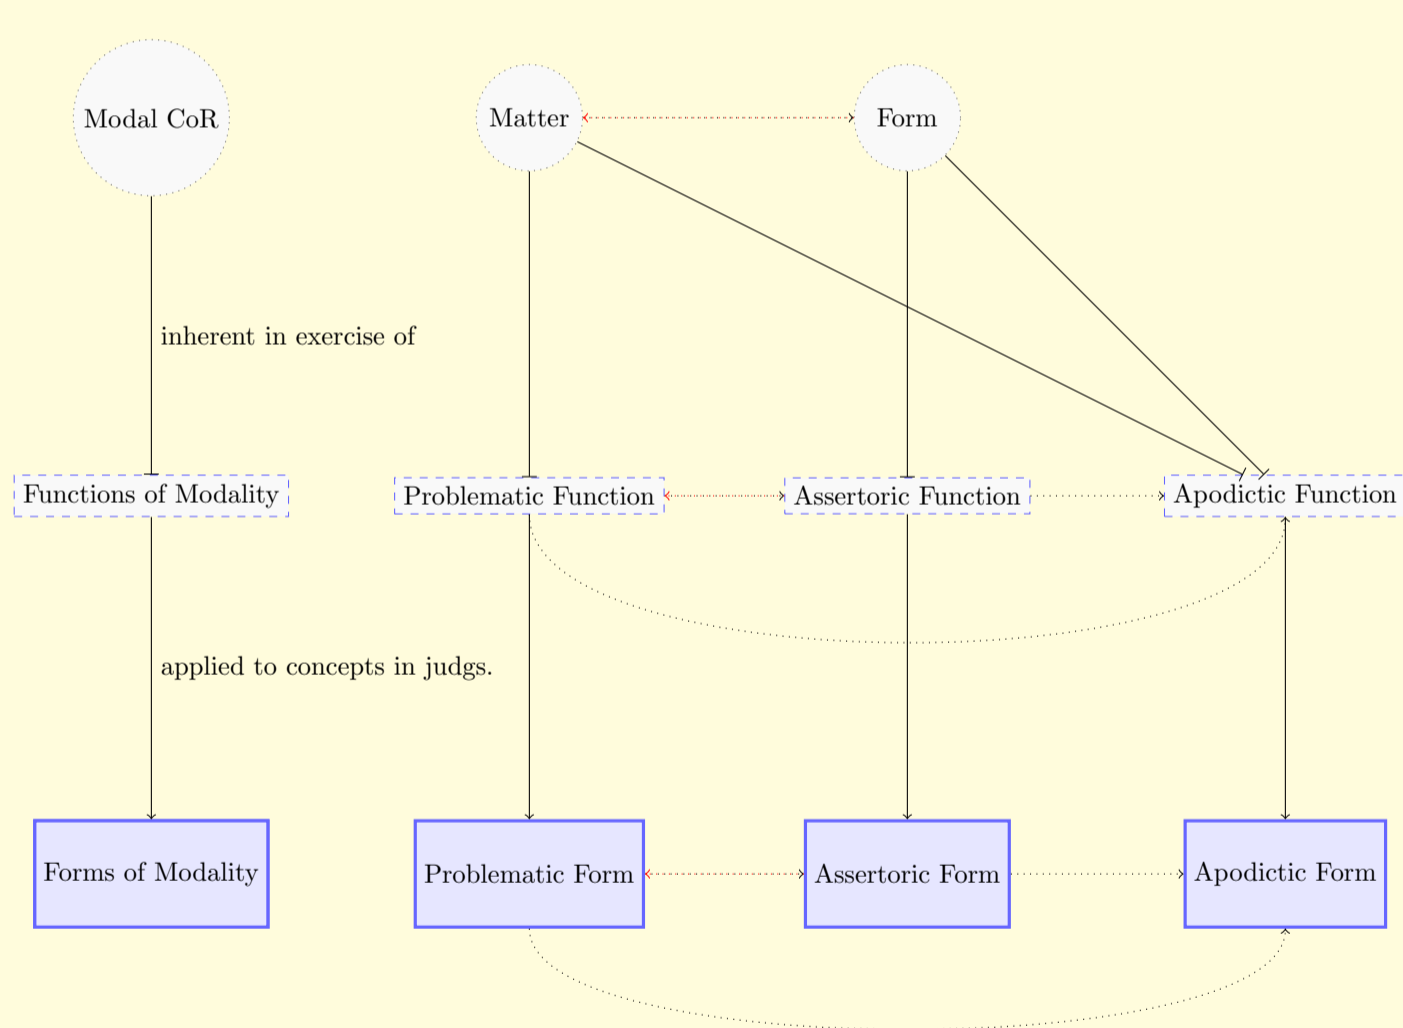 Modal CoR
Matter
Form
inherent in exercise of
Functions of Modality
Problematic Function
Assertoric Function
Apodictic Function
applied to concepts in judgs.
Forms of Modality
Problematic Form
Assertoric Form
Apodictic Form